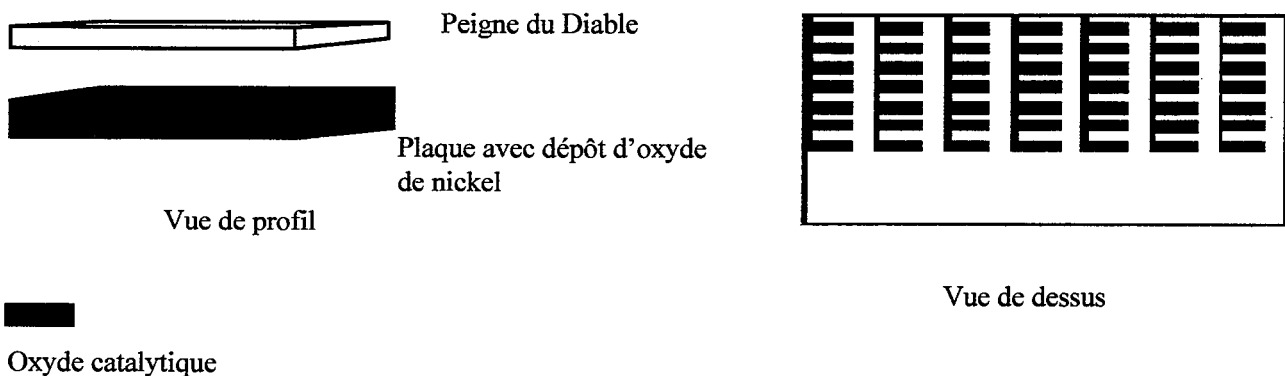 Peigne du Diable
Plaque avec dépôt d'oxyde
de nickel
Vue de profil
Vue de dessus
Oxyde catalytique